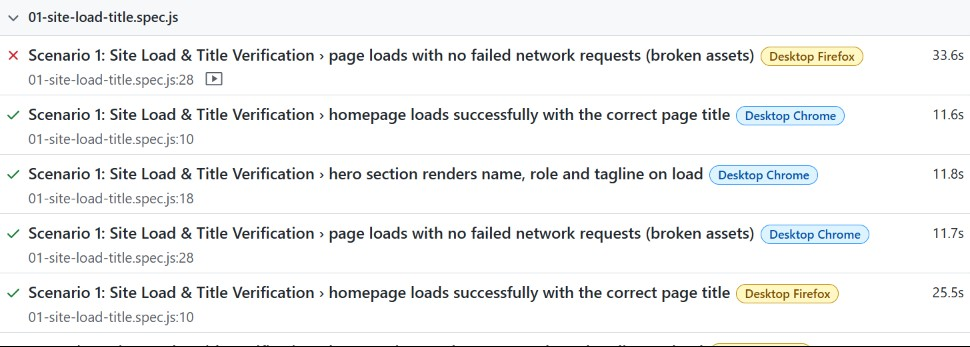 01-site-load-title.spec.js
Scenario 1: Site Load & Title Verification › page loads with no failed network requests (broken assets) Desktop Firefox 33.6s
01-site-load-title.spec.js:28
Scenario 1: Site Load & Title Verification › homepage loads successfully with the correct page title Desktop Chrome 11.6s
01-site-load-title.spec.js:10
Scenario 1: Site Load & Title Verification › hero section renders name, role and tagline on load Desktop Chrome 11.8s
01-site-load-title.spec.js:18
Scenario 1: Site Load & Title Verification › page loads with no failed network requests (broken assets) Desktop Chrome 11.7s
01-site-load-title.spec.js:28
Scenario 1: Site Load & Title Verification › homepage loads successfully with the correct page title Desktop Firefox 25.5s
01-site-load-title.spec.js:10